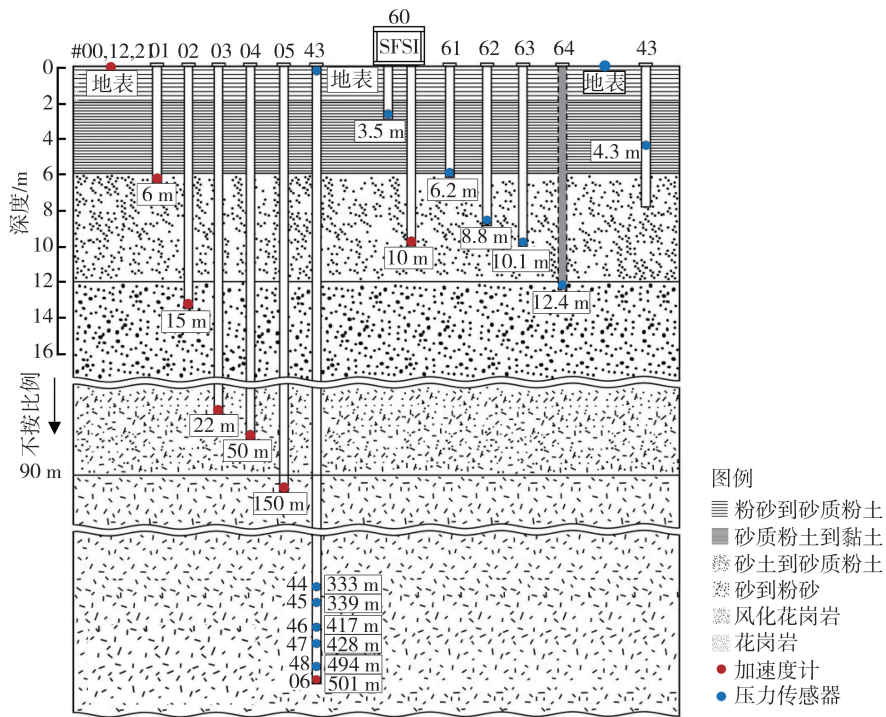 60
SFSI
#00,12,21 01 02 03 04 05 43 61 62 63 64 43
地表 地表 地表
深度/m
0
2
4
6
8
10
12
14
16
3.5 m
4.3 m
6 m
6.2 m
8.8 m
10 m
10.1 m
12.4 m
15 m
不按比例
22 m
50 m
90 m
150 m
44 333 m
45 339 m
46 417 m
47 428 m
48 494 m
06 501 m
图例
粉砂到砂质粉土
砂质粉土到黏土
砂土到砂质粉土
砂到粉砂
风化花岗岩
花岗岩
加速度计
压力传感器